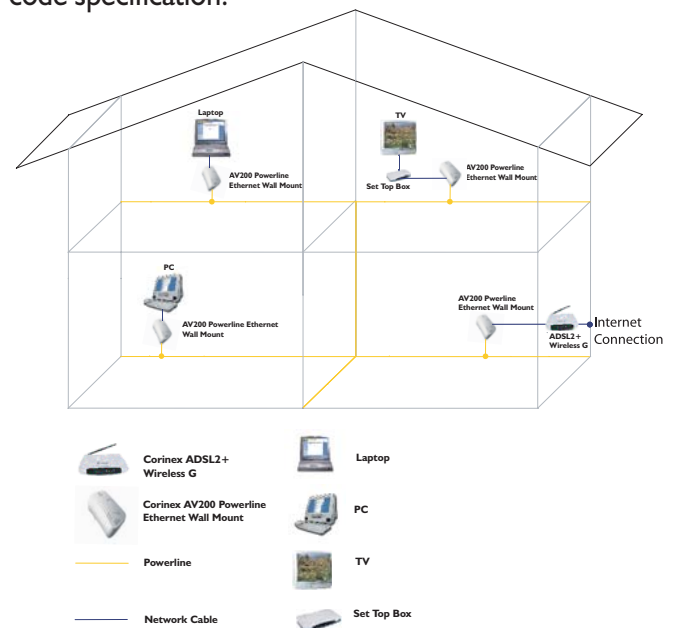 code specification.
Laptop
TV
AV200 Powerline
Ethernet Wall Mount
Set Top Box
AV200 Powerline
Ethernet Wall Mount
PC
AV200 Powerline Ethernet
Wall Mount
AV200 Pwerline
Ethernet Wall Mount
ADSL2+
Wireless G
Internet
Connection
Corinex ADSL2+
Wireless G
Laptop
Corinex AV200 Powerline
Ethernet Wall Mount
PC
Powerline
TV
Network Cable
Set Top Box